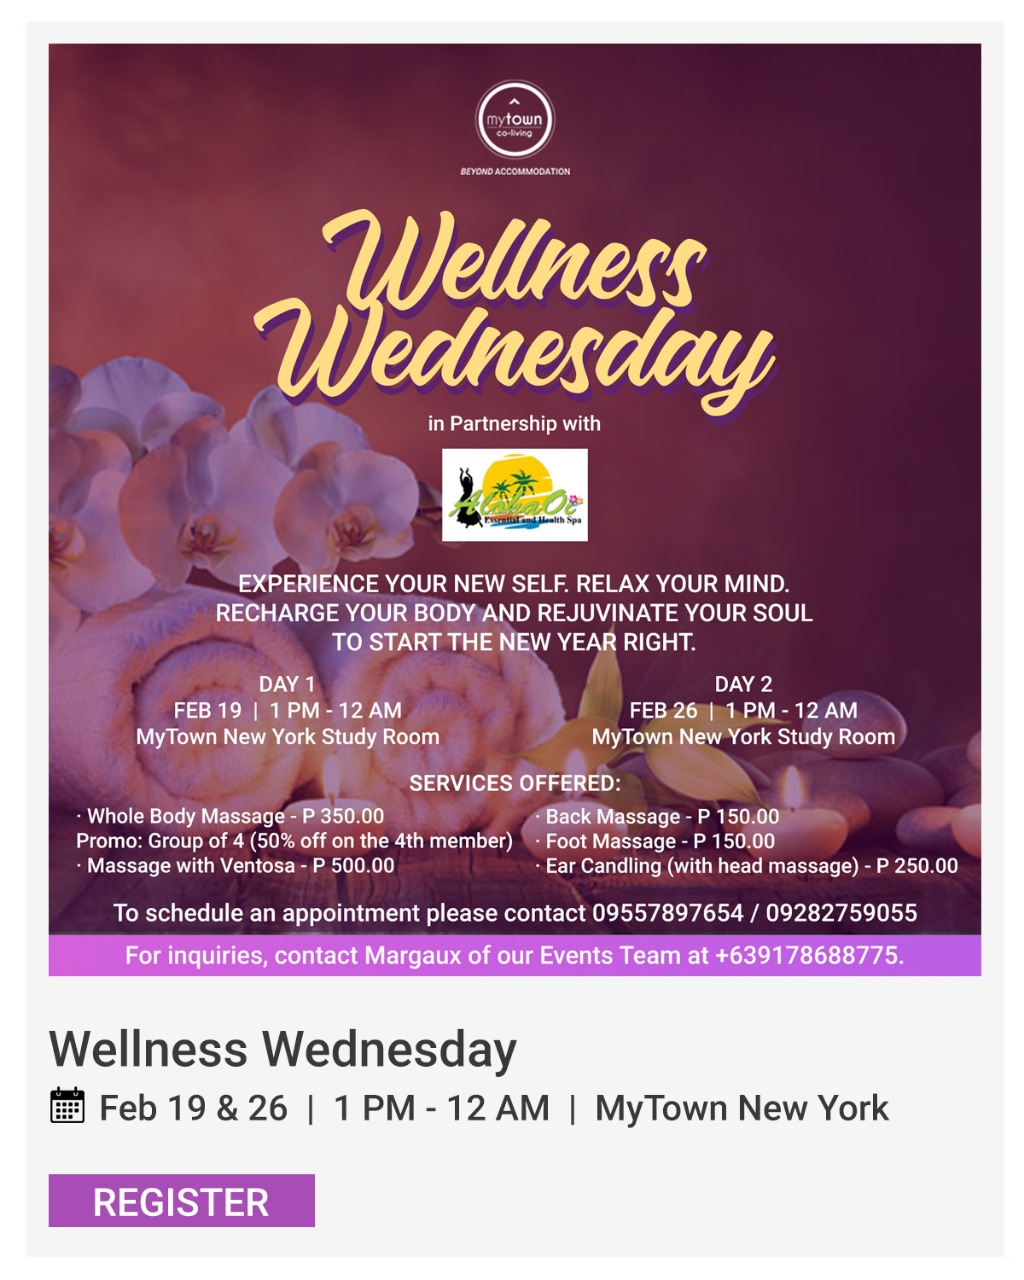 mytown
co-living
BEYOND ACCOMMODATION
Wellness
Wednesday
in Partnership with
AlohaOi
Essential and Health Spa
EXPERIENCE YOUR NEW SELF. RELAX YOUR MIND.
RECHARGE YOUR BODY AND REJUVINATE YOUR SOUL
TO START THE NEW YEAR RIGHT.
DAY 1
FEB 19 | 1 PM - 12 AM
MyTown New York Study Room
DAY 2
FEB 26 | 1 PM - 12 AM
MyTown New York Study Room
SERVICES OFFERED:
· Whole Body Massage - P 350.00
Promo: Group of 4 (50% off on the 4th member)
· Massage with Ventosa - P 500.00
· Back Massage - P 150.00
· Foot Massage - P 150.00
· Ear Candling (with head massage) - P 250.00
To schedule an appointment please contact 09557897654 / 09282759055
For inquiries, contact Margaux of our Events Team at +639178688775.
Wellness Wednesday
Feb 19 & 26 | 1 PM - 12 AM | MyTown New York
REGISTER